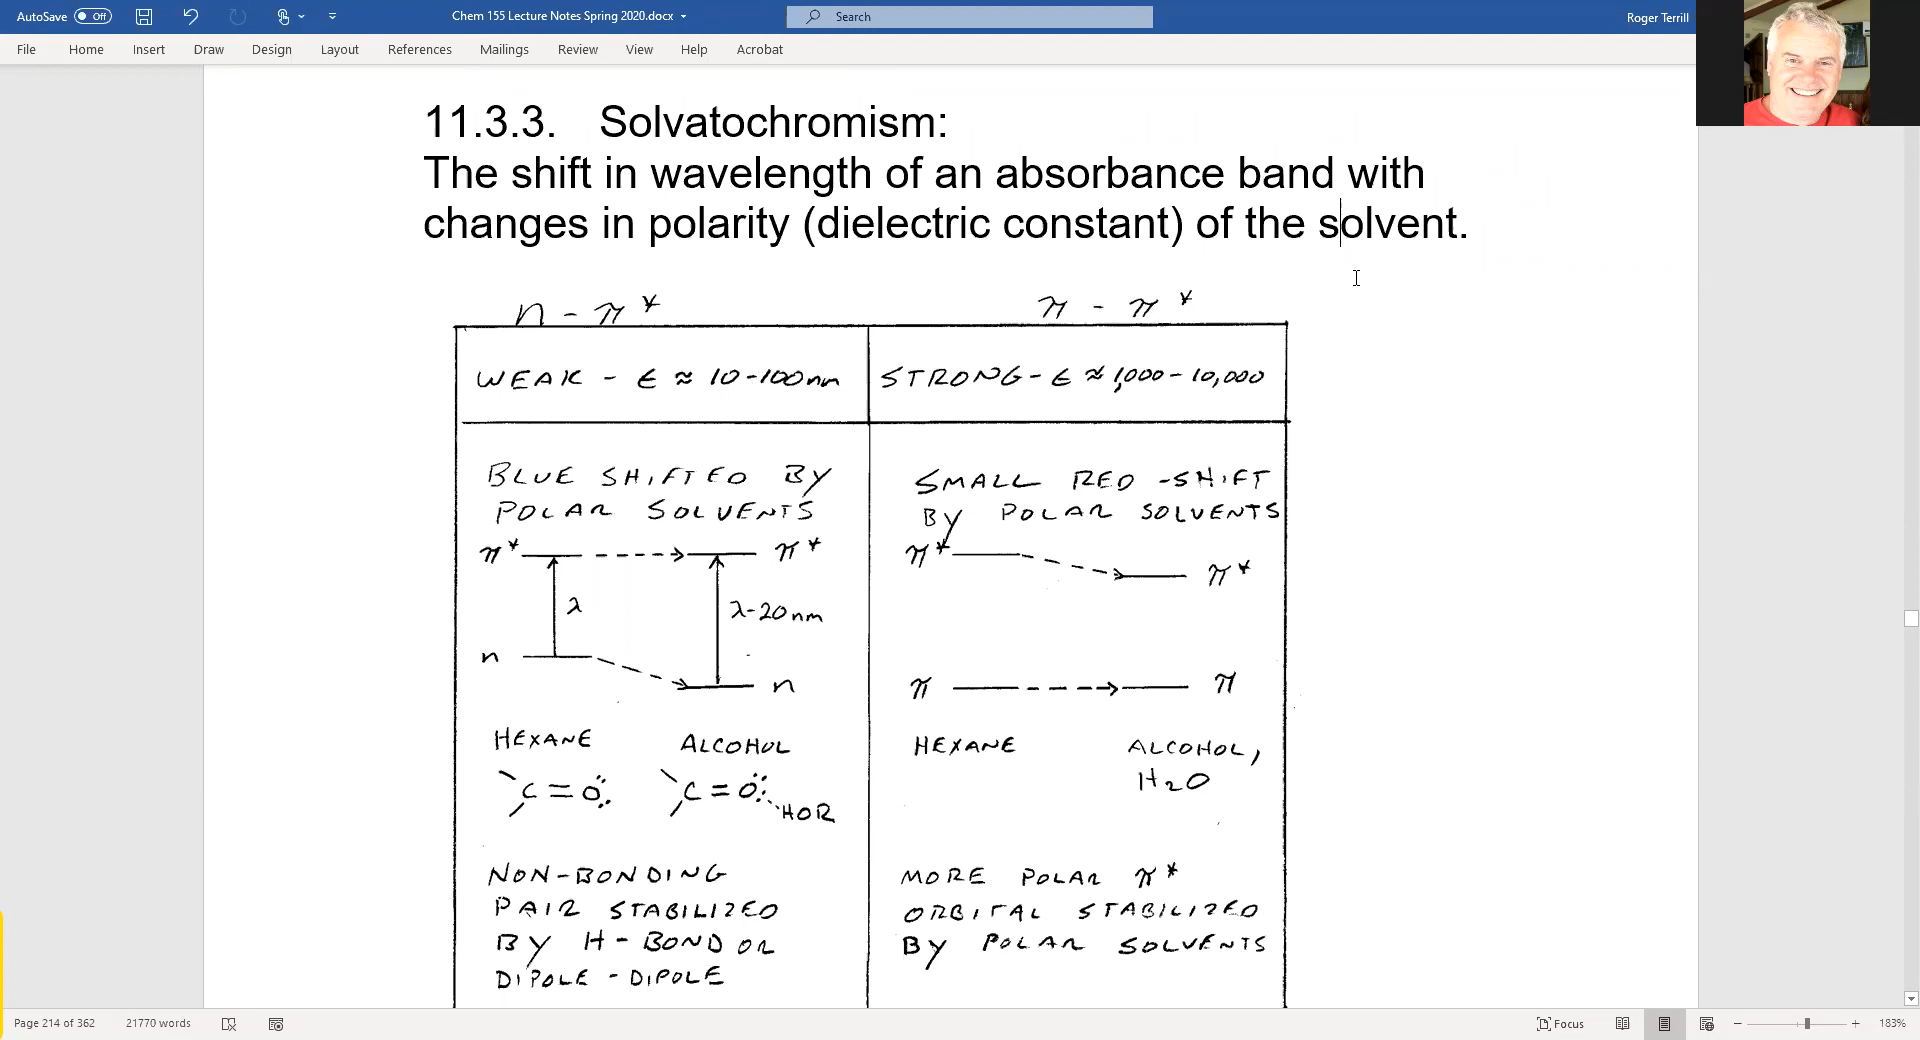 AutoSave Off Chem 155 Lecture Notes Spring 2020.docx Search Roger Terrill
File Home Insert Draw Design Layout References Mailings Review View Help Acrobat
11.3.3. Solvatochromism:
The shift in wavelength of an absorbance band with
changes in polarity (dielectric constant) of the solvent.
n - π*
π - π*
WEAK - ε ≈ 10-100nm
STRONG - ε ≈ 1,000 - 10,000
BLUE SHIFTED BY
POLAR SOLVENTS
π* π*
λ λ-20nm
n n
HEXANE ALCOHOL
C=O C=O
HOR
NON-BONDING
PAIR STABILIZED
BY H-BOND OR
DIPOLE-DIPOLE
SMALL RED-SHIFT
BY POLAR SOLVENTS
π* π*
π π
HEXANE ALCOHOL,
H2O
MORE POLAR π*
ORBITAL STABILIZED
BY POLAR SOLVENTS
Page 214 of 362 21770 words Focus 183%